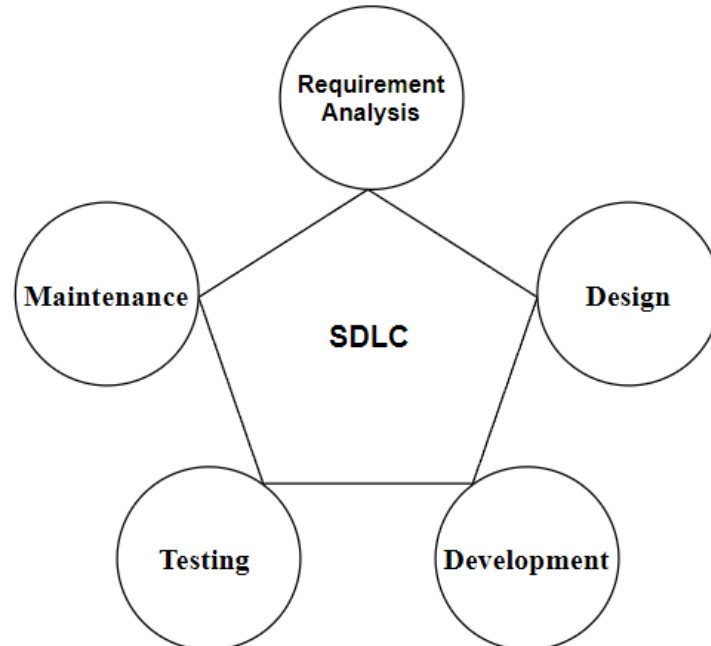 Requirement
Analysis
Maintenance
Design
SDLC
Testing
Development